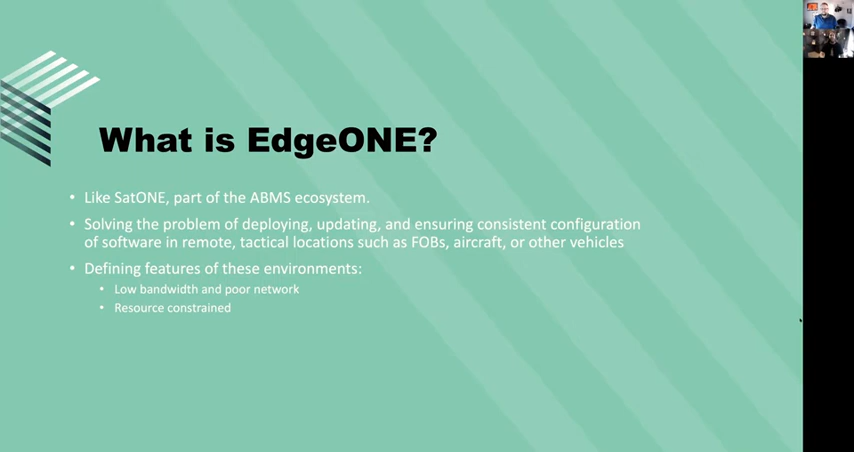 What is EdgeONE?
• Like SatONE, part of the ABMS ecosystem.
• Solving the problem of deploying, updating, and ensuring consistent configuration
of software in remote, tactical locations such as FOBs, aircraft, or other vehicles
• Defining features of these environments:
• Low bandwidth and poor network
• Resource constrained